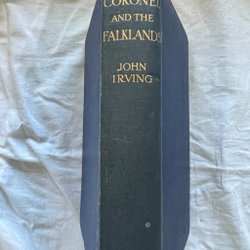 CORONEL
AND THE
FALKLANDS
JOHN
IRVING